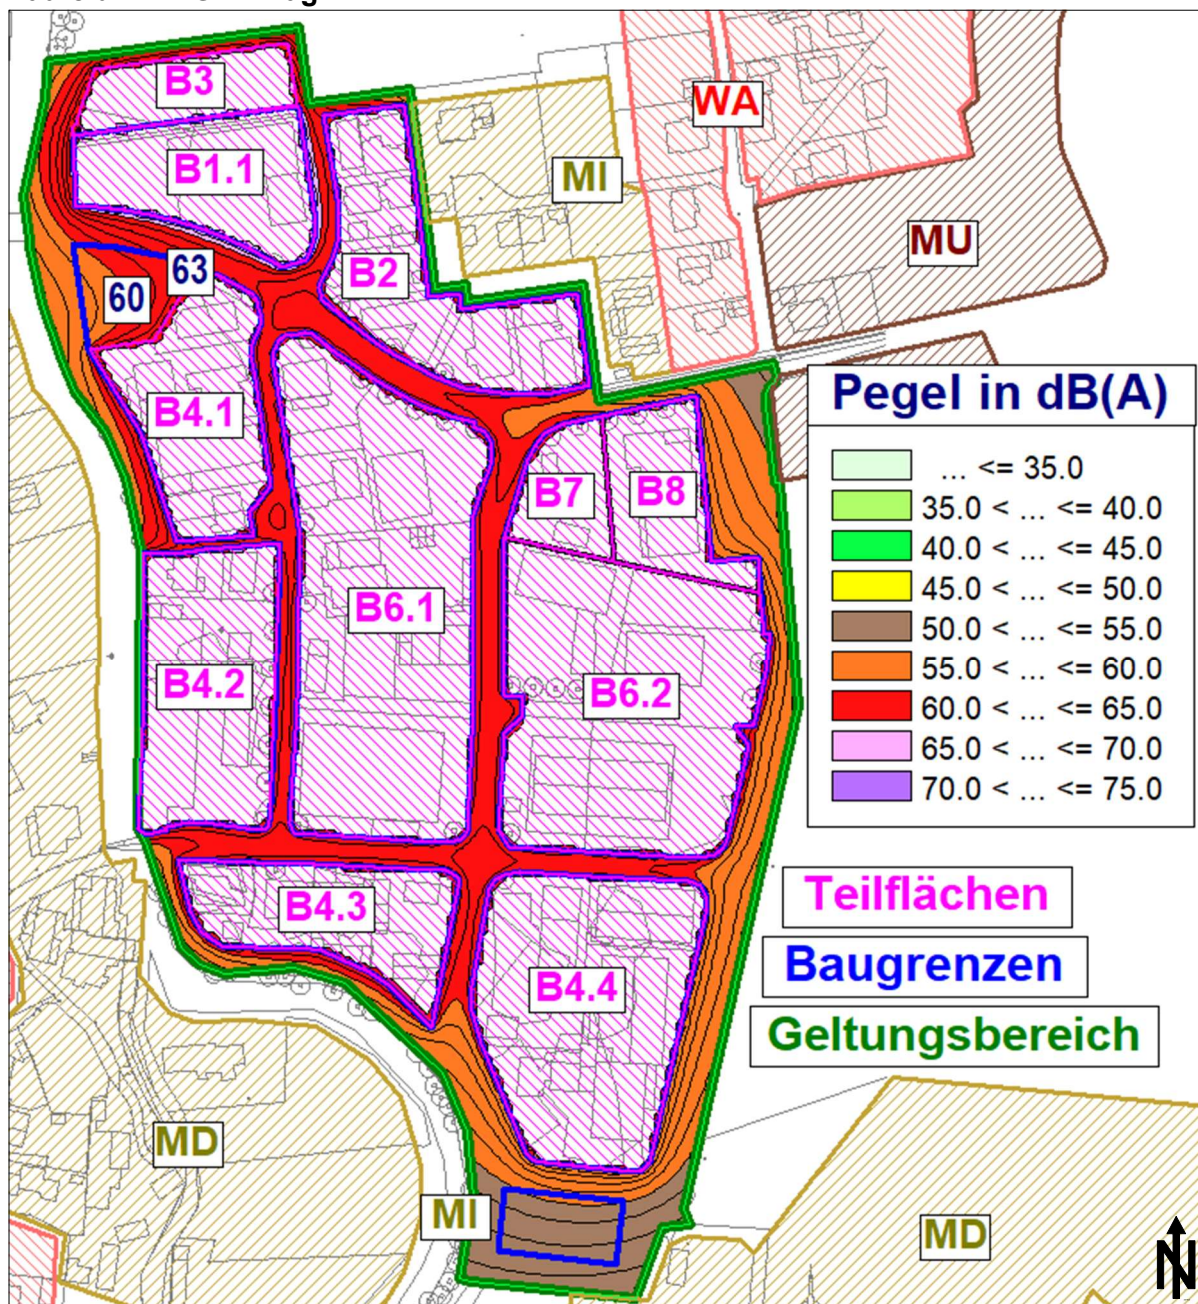 B3
WA
B1.1
MI
MU
B2
63
60
Pegel in dB(A)
B4.1
... <= 35.0
35.0 < ... <= 40.0
40.0 < ... <= 45.0
45.0 < ... <= 50.0
50.0 < ... <= 55.0
55.0 < ... <= 60.0
60.0 < ... <= 65.0
65.0 < ... <= 70.0
70.0 < ... <= 75.0
B7
B8
B6.1
B4.2
B6.2
B4.3
Teilflächen
Baugrenzen
B4.4
Geltungsbereich
MD
MI
MD
N